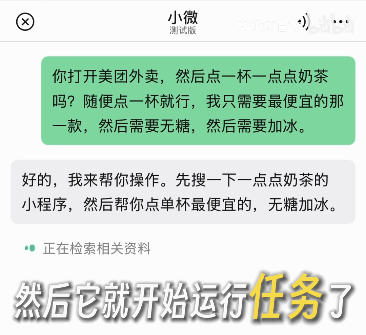 小微
测试版
你打开美团外卖，然后点一杯一点点奶茶
吗？随便点一杯就行，我只需要最便宜的那
一款，然后需要无糖，然后需要加冰。
好的，我来帮你操作。先搜一下一点点奶茶的
小程序，然后帮你点单杯最便宜的，无糖加冰。
正在检索相关资料
然后它就开始运行任务了